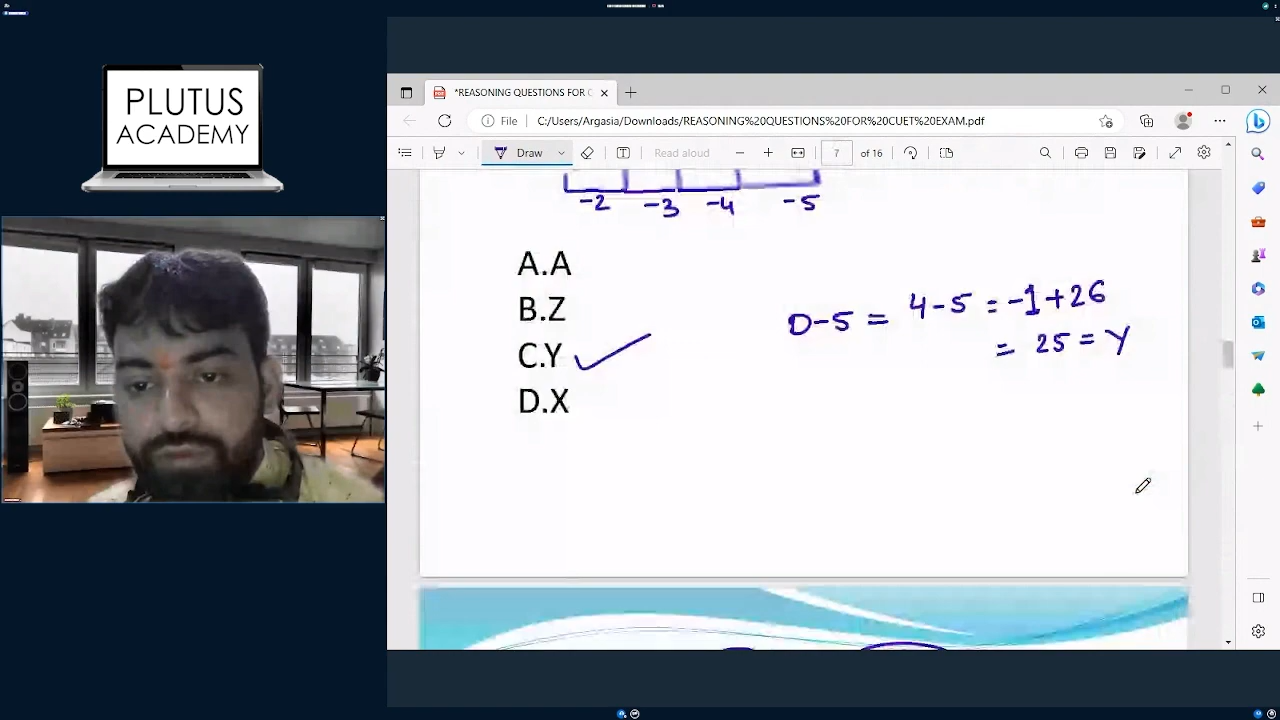 PLUTUS
ACADEMY
*REASONING QUESTIONS FOR C
File
C:/Users/Argasia/Downloads/REASONING%20QUESTIONS%20FOR%20CUET%20EXAM.pdf
Draw
Read aloud
7 of 16
-2 -3 -4 -5
A.A
B.Z
C.Y
D.X
D-5 = 4-5 = -1+26
= 25 = Y